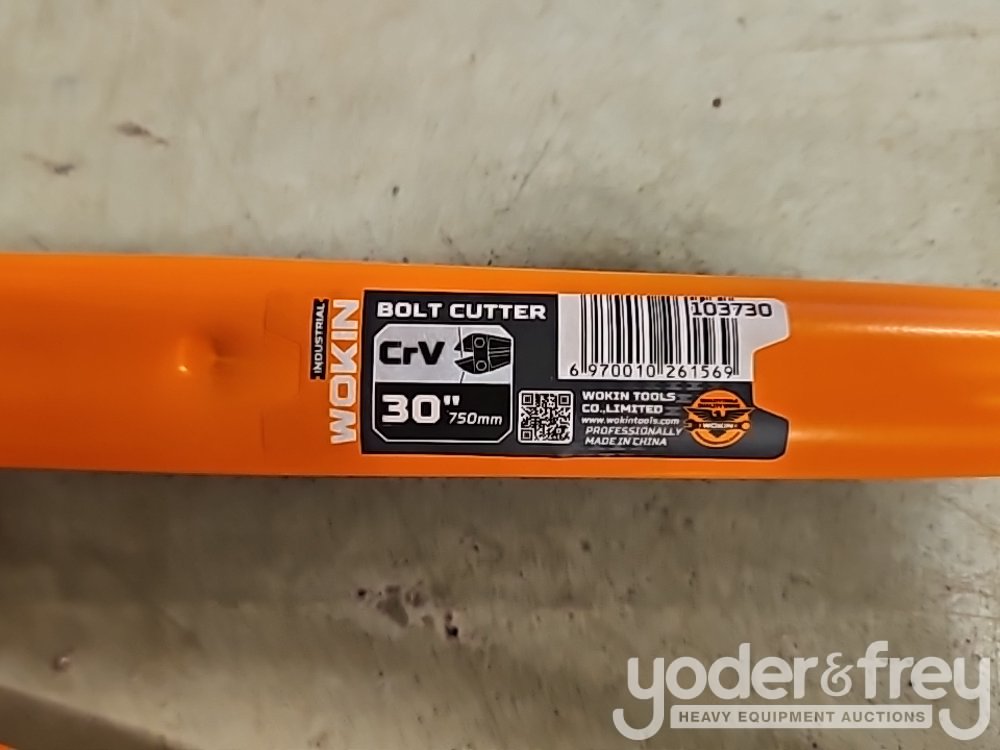 INDUSTRIAL
WOKIN
BOLT CUTTER
CrV
30" 750mm
103730
6 970010 261569
WOKIN TOOLS
CO.,LIMITED
www.wokintools.com
PROFESSIONALLY
MADE IN CHINA
WOKIN
yoder&frey
HEAVY EQUIPMENT AUCTIONS